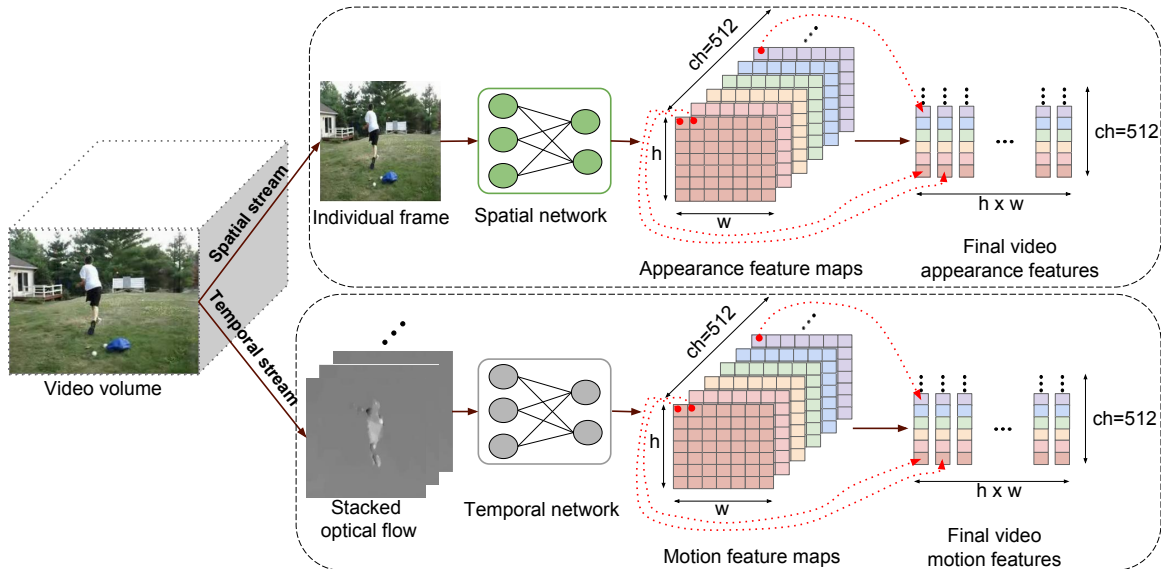 Video volume
Spatial stream
Temporal stream
Individual frame
Spatial network
ch=512
h
w
Appearance feature maps
ch=512
h x w
Final video
appearance features
Stacked
optical flow
Temporal network
ch=512
h
w
Motion feature maps
ch=512
h x w
Final video
motion features